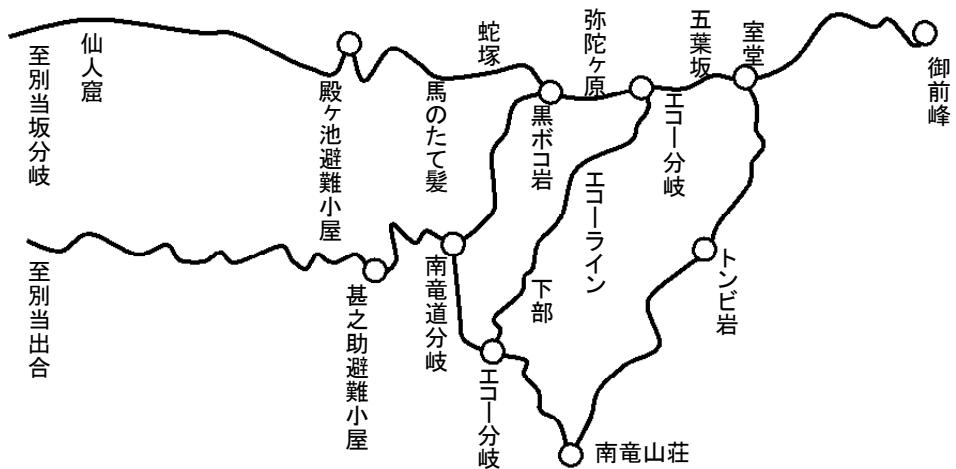 至別当坂分岐
仙人窟
殿ヶ池避難小屋
馬のたて髪
蛇塚
黒ボコ岩
弥陀ヶ原
エコー分岐
五葉坂
室堂
御前峰
エコーライン
下部
トンビ岩
至別当出合
甚之助避難小屋
南竜道分岐
エコー分岐
南竜山荘